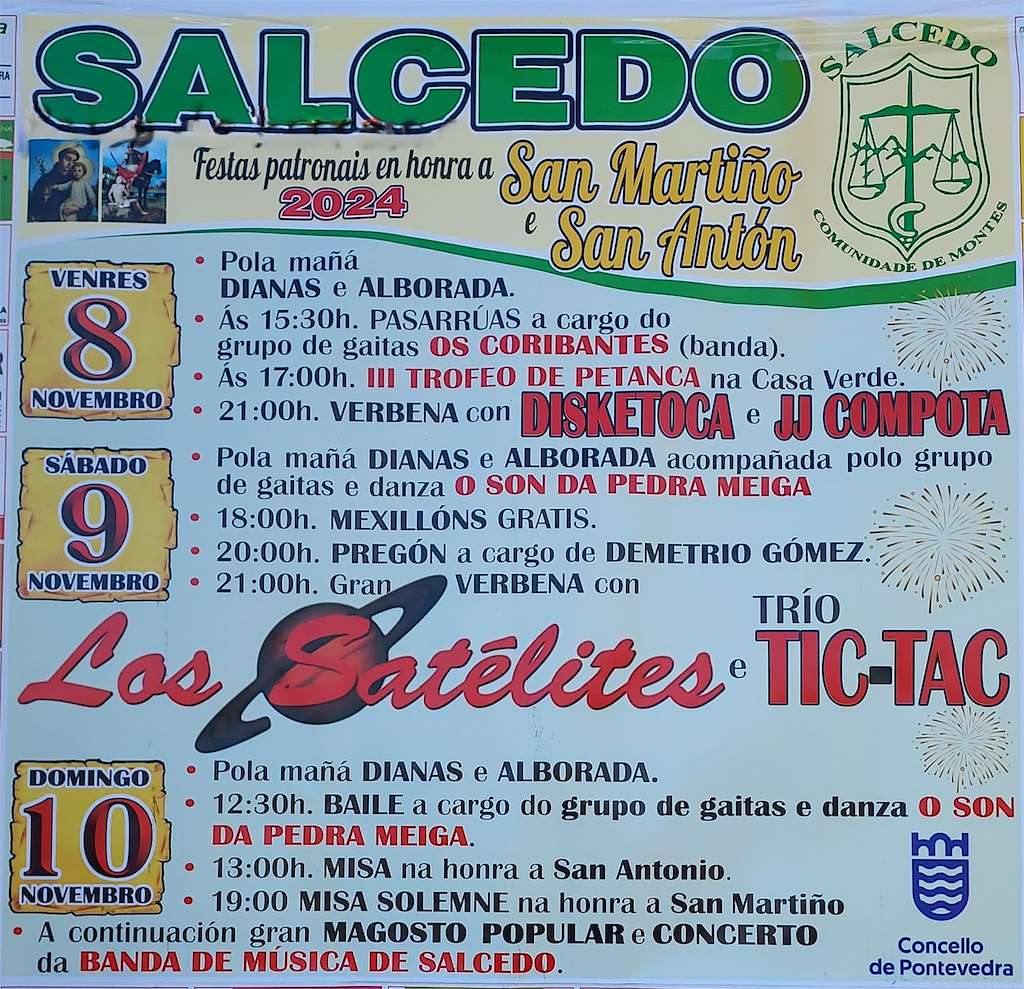 SALCEDO
SALCEDO
COMUNIDADE DE MONTES
Festas patronais en honra a
2024
San Martiño
e
San Antón
VENRES
8
NOVEMBRO
• Pola mañá
DIANAS e ALBORADA.
• Ás 15:30h. PASARRÚAS a cargo do
grupo de gaitas OS CORIBANTES (banda).
• Ás 17:00h. III TROFEO DE PETANCA na Casa Verde.
• 21:00h. VERBENA con DISKETOCA e JJ COMPOTA
SÁBADO
9
NOVEMBRO
• Pola mañá DIANAS e ALBORADA acompañada polo grupo
de gaitas e danza O SON DA PEDRA MEIGA
• 18:00h. MEXILLÓNS GRATIS.
• 20:00h. PREGÓN a cargo de DEMETRIO GÓMEZ.
• 21:00h. Gran VERBENA con
Los Satélites e TRÍO
TIC-TAC
DOMINGO
10
NOVEMBRO
• Pola mañá DIANAS e ALBORADA.
• 12:30h. BAILE a cargo do grupo de gaitas e danza O SON
DA PEDRA MEIGA.
• 13:00h. MISA na honra a San Antonio.
• 19:00 MISA SOLEMNE na honra a San Martiño
• A continuación gran MAGOSTO POPULAR e CONCERTO
da BANDA DE MÚSICA DE SALCEDO.
Concello
de Pontevedra